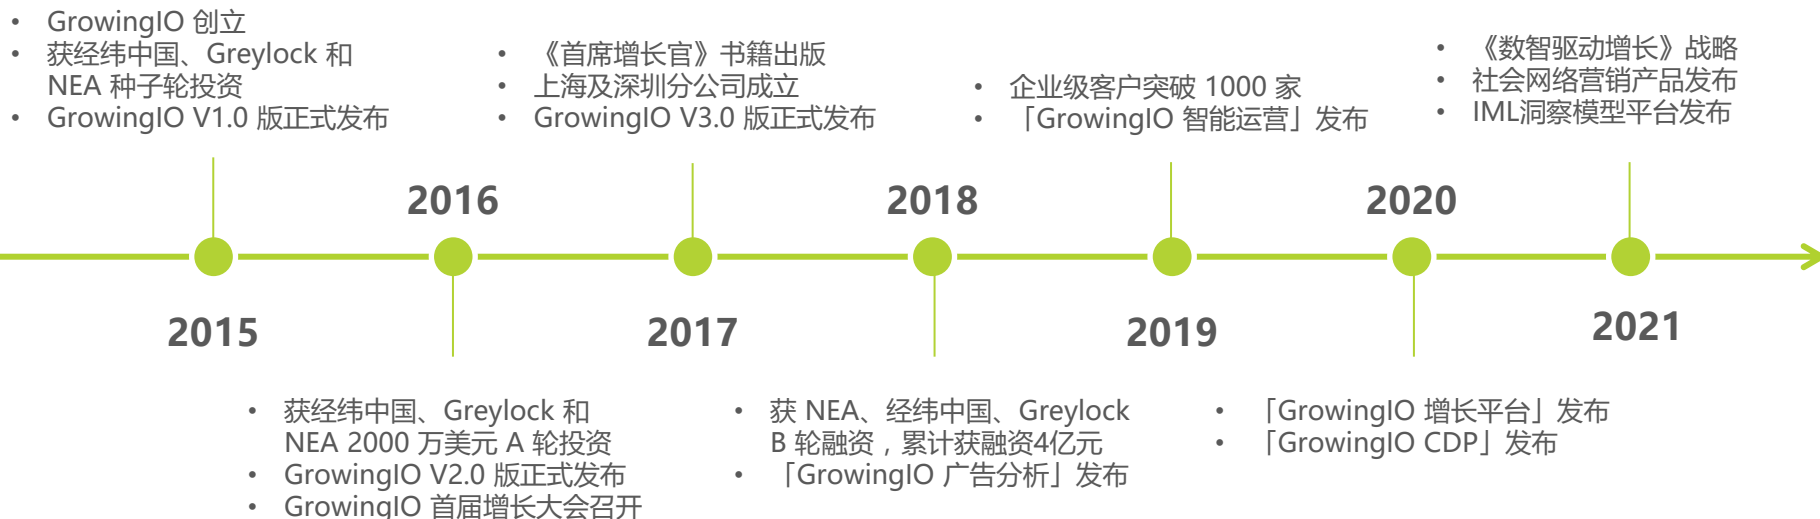 • GrowingIO 创立
• 获经纬中国、Greylock 和
NEA 种子轮投资
• GrowingIO V1.0 版正式发布
• 《首席增长官》书籍出版
• 上海及深圳分公司成立
• GrowingIO V3.0 版正式发布
• 企业级客户突破 1000 家
• 「GrowingIO 智能运营」发布
• 《数智驱动增长》战略
• 社会网络营销产品发布
• IML洞察模型平台发布
2016
2018
2020
2015
2017
2019
2021
• 获经纬中国、Greylock 和
NEA 2000 万美元 A 轮投资
• GrowingIO V2.0 版正式发布
• GrowingIO 首届增长大会召开
• 获 NEA、经纬中国、Greylock
B 轮融资，累计获融资4亿元
• 「GrowingIO 广告分析」发布
• 「GrowingIO 增长平台」发布
• 「GrowingIO CDP」发布